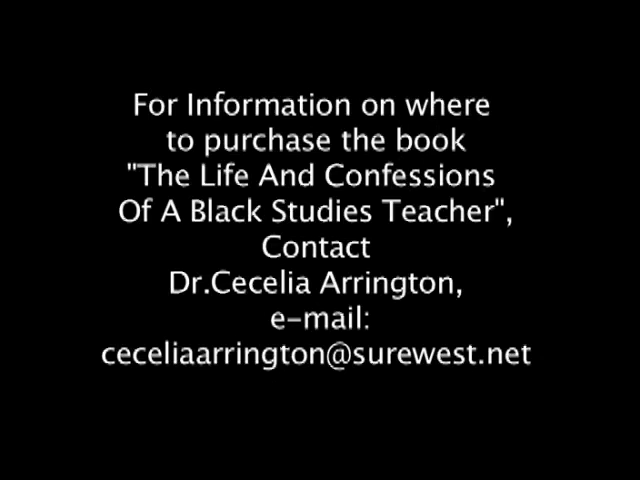 For Information on where
to purchase the book
"The Life And Confessions
Of A Black Studies Teacher",
Contact
Dr.Cecelia Arrington,
e-mail:
ceceliaarrington@surewest.net